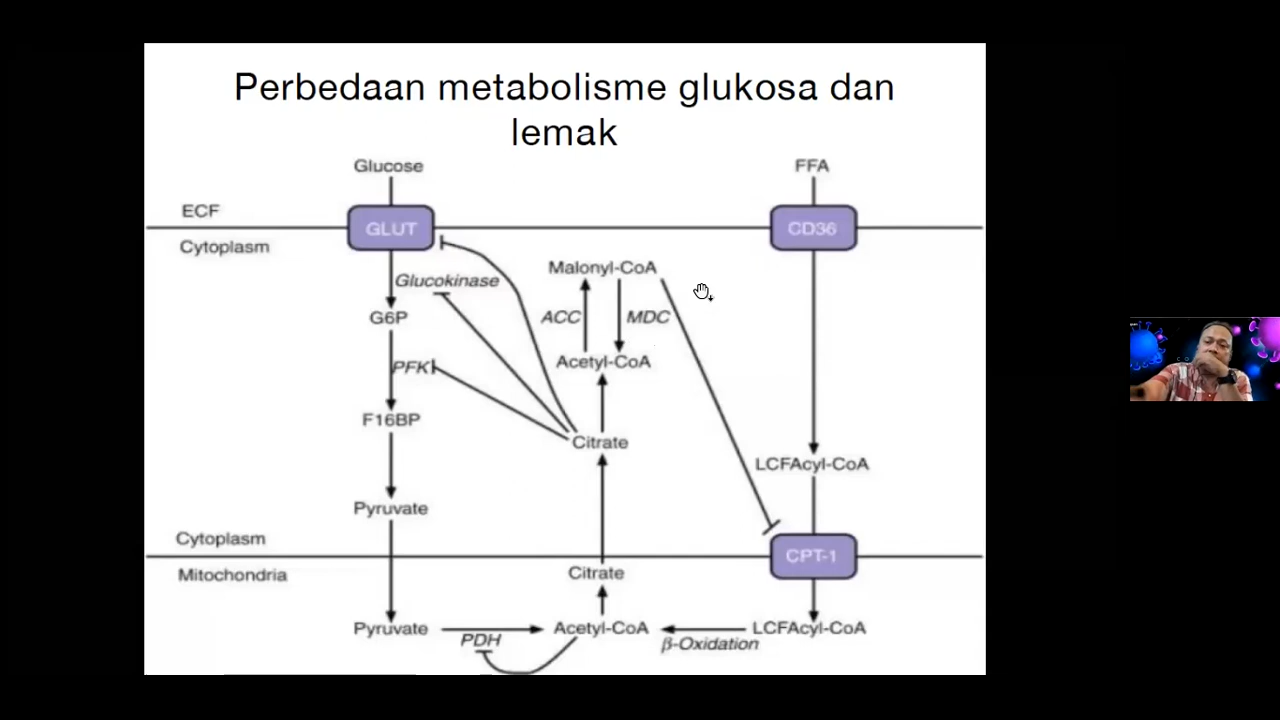 Perbedaan metabolisme glukosa dan
lemak
Glucose
FFA
ECF
GLUT
CD36
Cytoplasm
Malonyl-CoA
Glucokinase
G6P
ACC
MDC
Acetyl-CoA
PFK
F16BP
Citrate
LCFAcyl-CoA
Pyruvate
Cytoplasm
CPT-1
Mitochondria
Citrate
Pyruvate
PDH
Acetyl-CoA
β-Oxidation
LCFAcyl-CoA